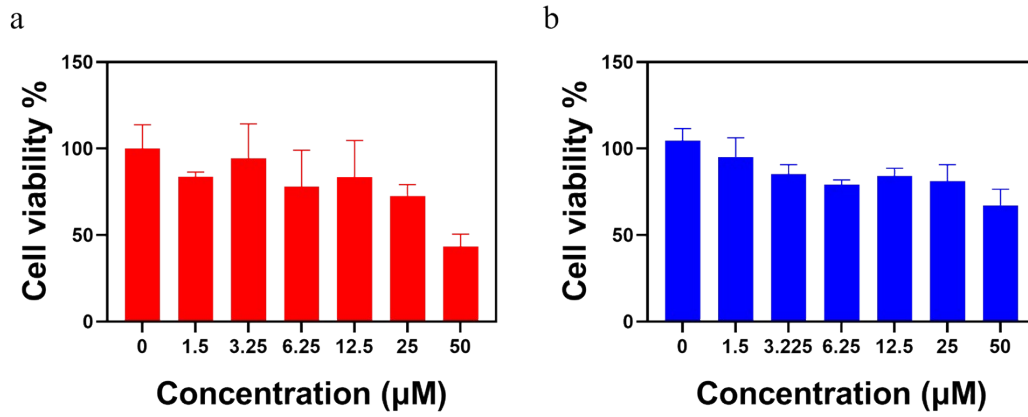 a
Cell viability %
150
100
50
0
0 1.5 3.25 6.25 12.5 25 50
Concentration (µM)
b
Cell viability %
150
100
50
0
0 1.5 3.225 6.25 12.5 25 50
Concentration (µM)